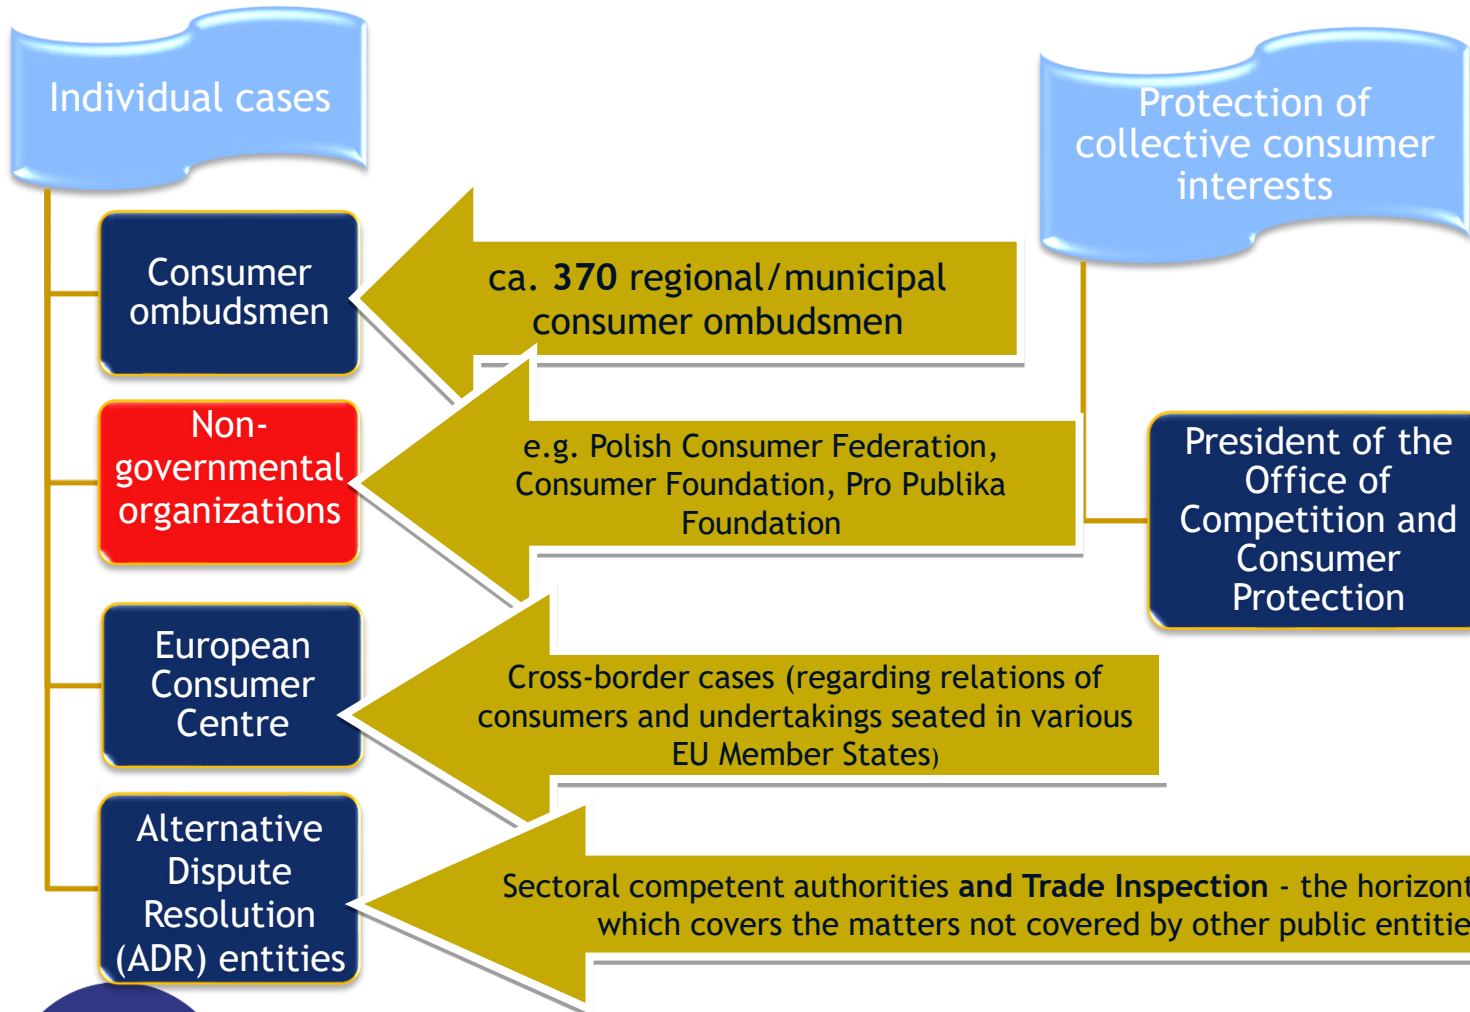 Individual cases
Protection of
collective consumer
interests
Consumer
ombudsmen
ca. 370 regional/municipal
consumer ombudsmen
Non-
governmental
organizations
e.g. Polish Consumer Federation,
Consumer Foundation, Pro Publika
Foundation
President of the
Office of
Competition and
Consumer
Protection
European
Consumer
Centre
Cross-border cases (regarding relations of
consumers and undertakings seated in various
EU Member States)
Alternative
Dispute
Resolution
(ADR) entities
Sectoral competent authorities and Trade Inspection - the horizont
which covers the matters not covered by other public entitie